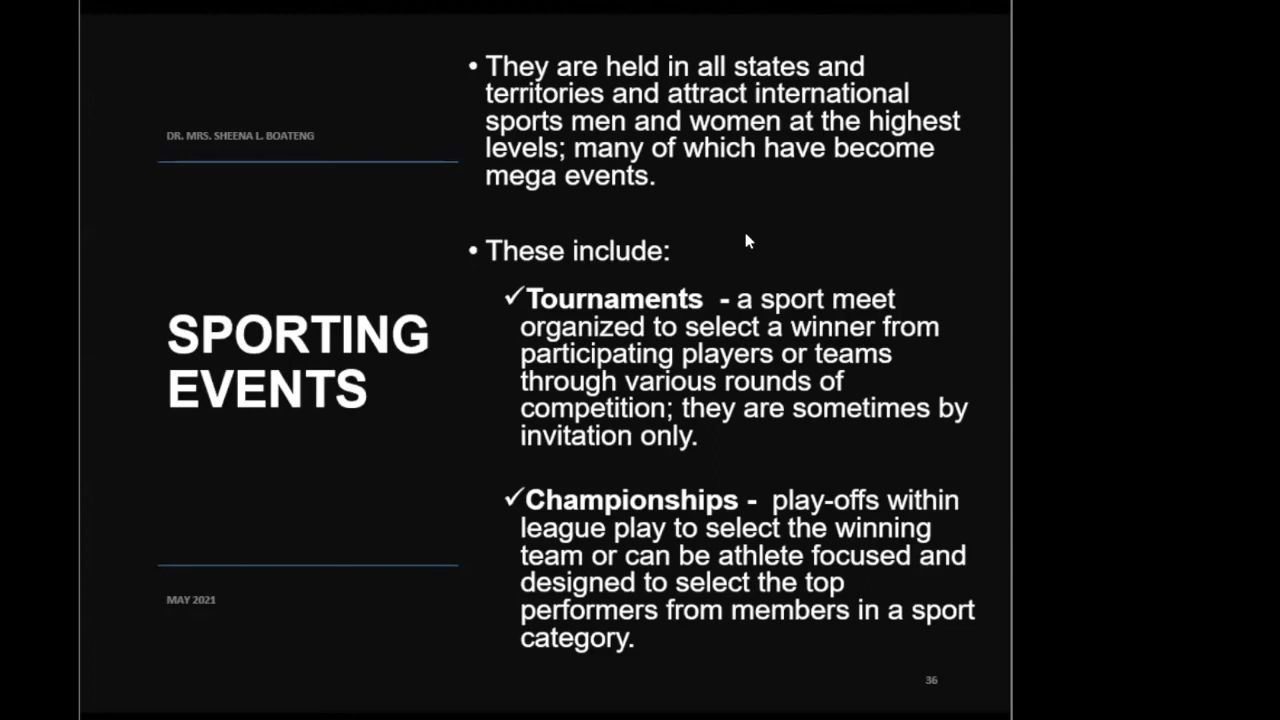 DR. MRS. SHEENA L. BOATENG
SPORTING
EVENTS
MAY 2021
• They are held in all states and
territories and attract international
sports men and women at the highest
levels; many of which have become
mega events.
• These include:
✓Tournaments - a sport meet
organized to select a winner from
participating players or teams
through various rounds of
competition; they are sometimes by
invitation only.
✓Championships - play-offs within
league play to select the winning
team or can be athlete focused and
designed to select the top
performers from members in a sport
category.
36